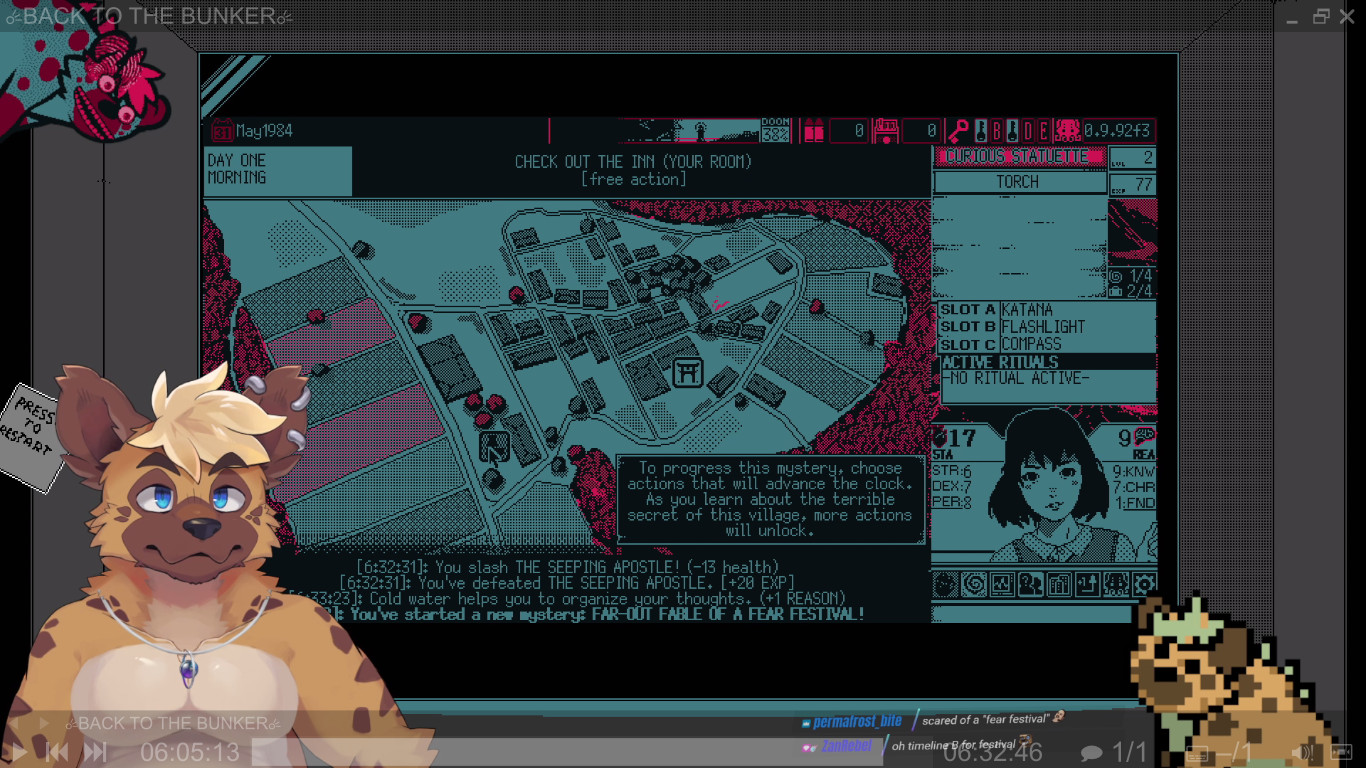 BACK TO THE BUNKER
PRESS
TO
RESTART
31 May1984
DOOM
38%
0
0
B D E
0.9.92f3
DAY ONE
MORNING
CHECK OUT THE INN (YOUR ROOM)
[free action]
CURIOUS STATUETTE
LVL 2
TORCH
EXP 77
1/4
2/4
SLOT A KATANA
SLOT B FLASHLIGHT
SLOT C COMPASS
ACTIVE RITUALS
-NO RITUAL ACTIVE-
17
STA
9
REA
STR:6
DEX:7
PER:8
9:KNW
7:CHR
1:FND
To progress this mystery, choose
actions that will advance the clock.
As you learn about the terrible
secret of this village, more actions
will unlock.
[6:32:31]: You slash THE SEEPING APOSTLE! (-13 health)
[6:32:31]: You've defeated THE SEEPING APOSTLE. [+20 EXP]
6:33:23]: Cold water helps you to organize your thoughts. (+1 REASON)
]: You've started a new mystery: FAR-OUT FABLE OF A FEAR FESTIVAL!
BACK TO THE BUNKER
permafrost_bite / scared of a "fear festival"
ZanRebel / oh timeline B for festival
06:05:13
06:32:46
1/1
–/1